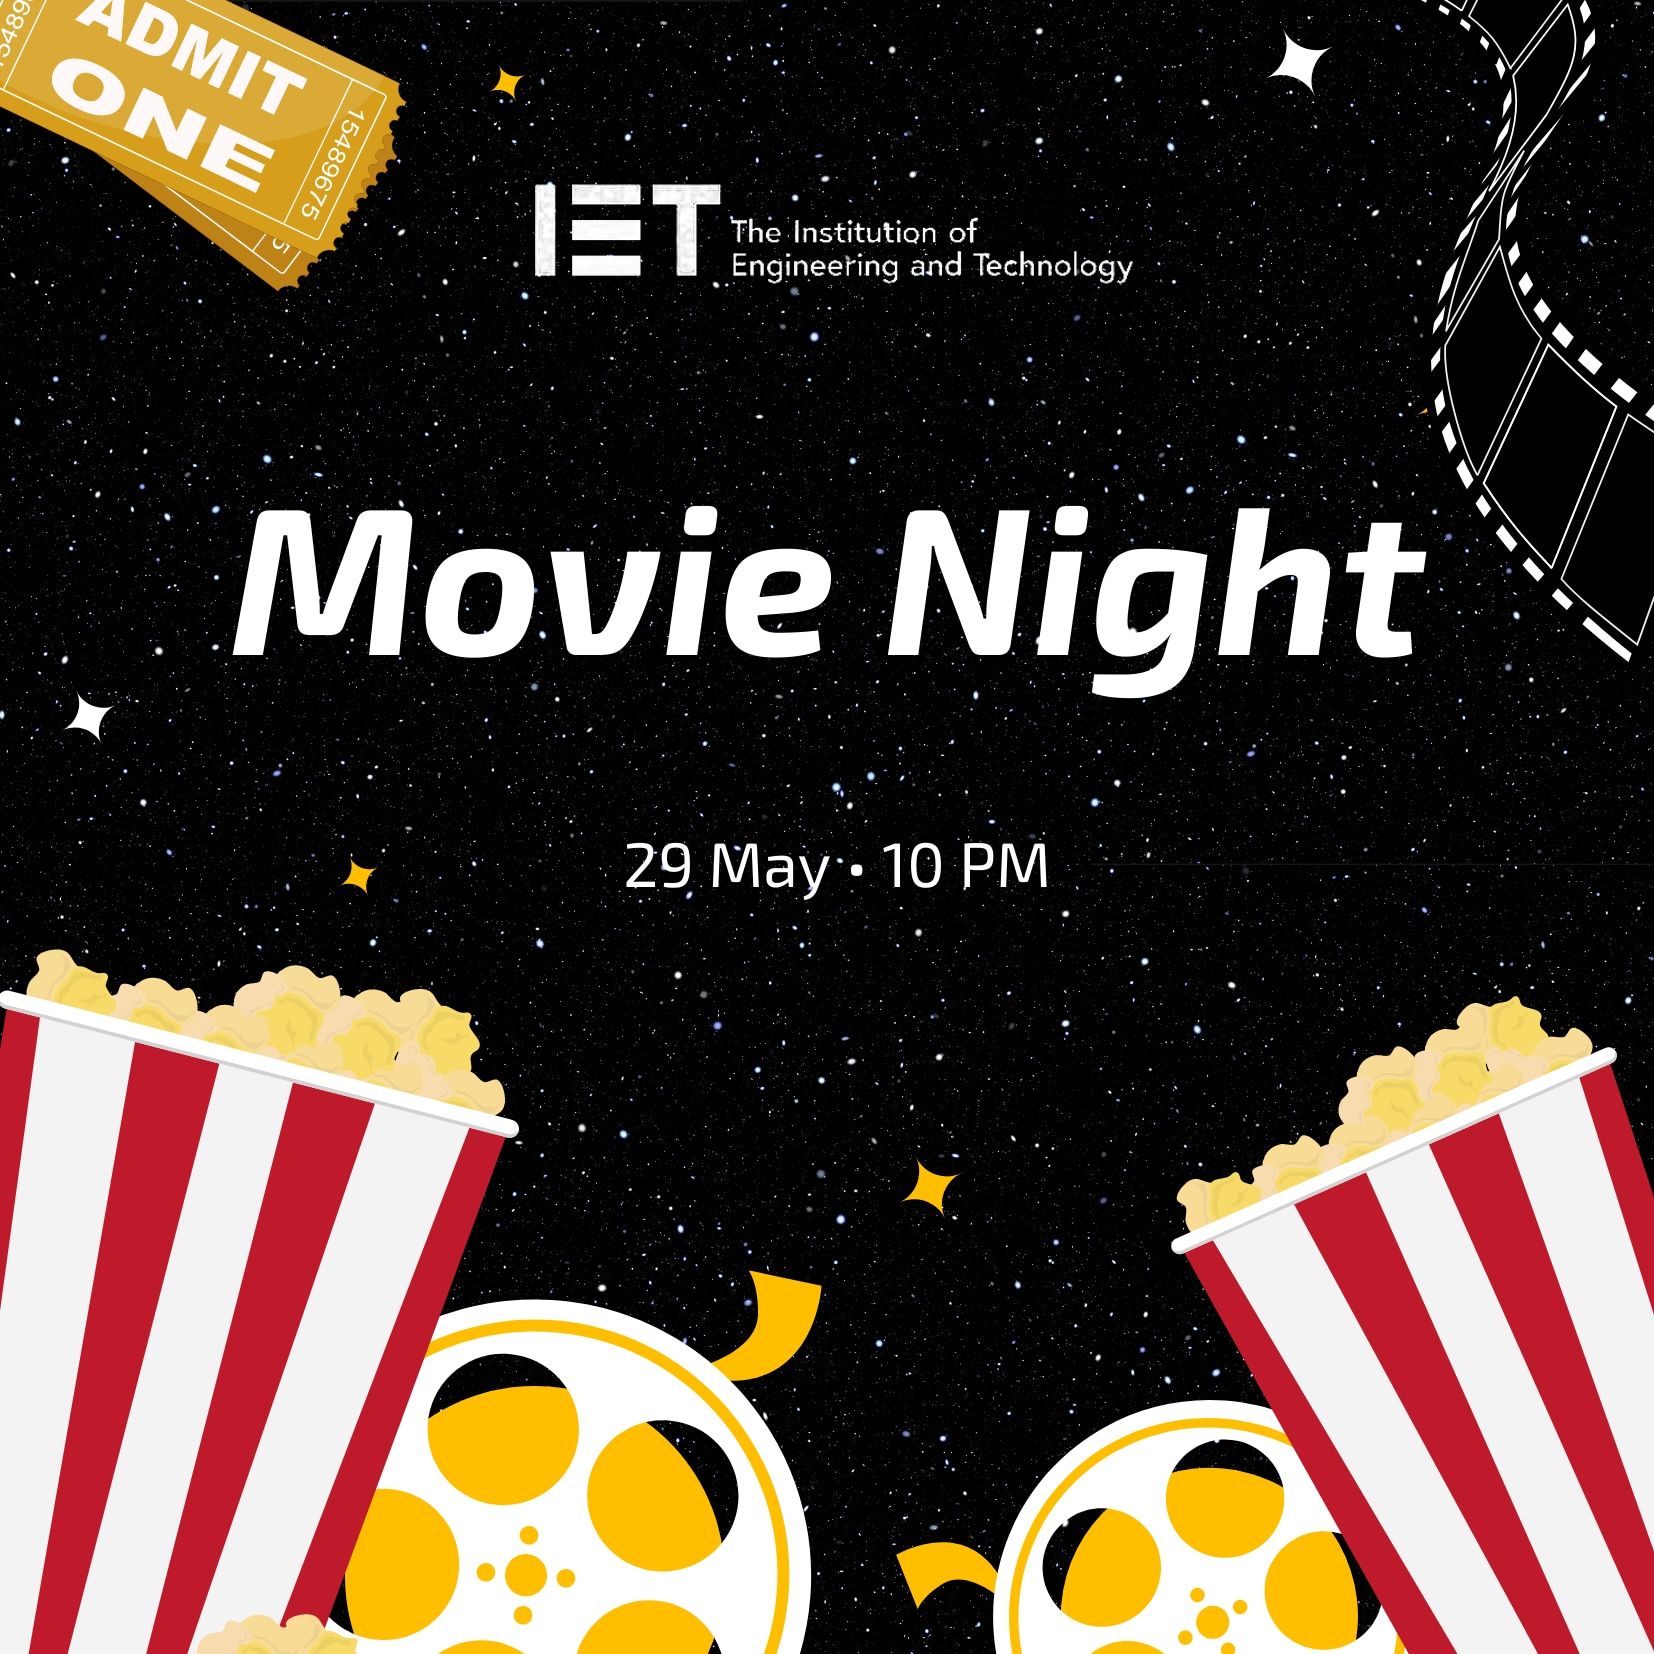 ADMIT
ONE
15489675
IET
The Institution of
Engineering and Technology
Movie Night
29 May • 10 PM